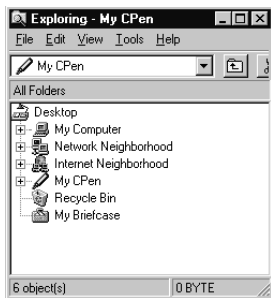 Exploring - My CPen
File Edit View Tools Help
My CPen
All Folders
Desktop
My Computer
Network Neighborhood
Internet Neighborhood
My CPen
Recycle Bin
My Briefcase
6 object(s) 0 BYTE